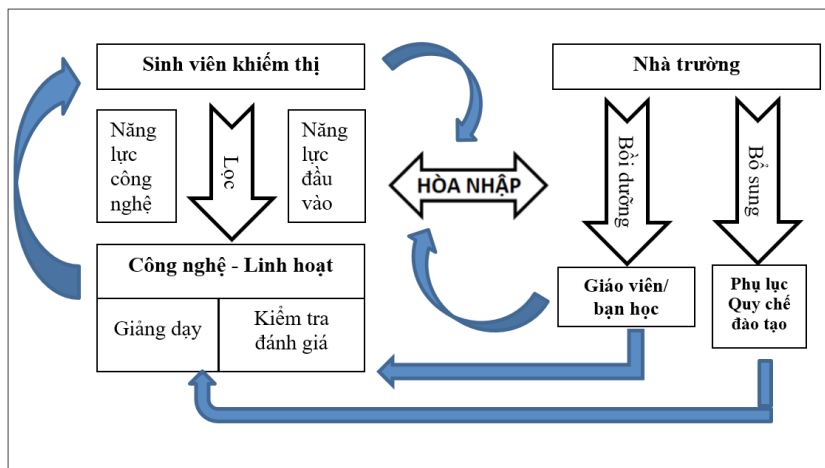 Sinh viên khiếm thị
Nhà trường
Năng
lực
công
nghệ
Lọc
Năng
lực
đầu
vào
HÒA NHẬP
Bồi dưỡng
Bổ sung
Công nghệ - Linh hoạt
Giảng dạy
Kiểm tra
đánh giá
Giáo viên/
bạn học
Phụ lục
Quy chế
đào tạo